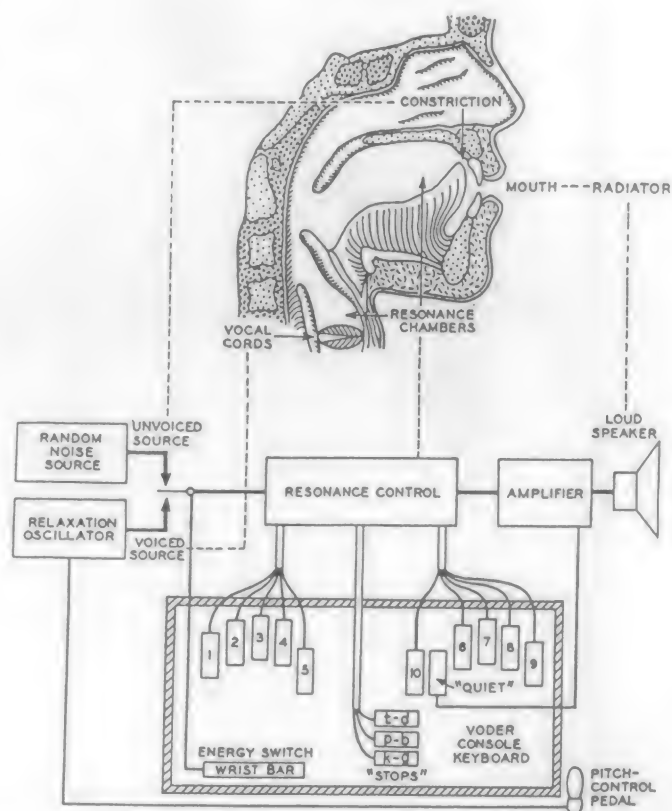 CONSTRICTION
MOUTH
RADIATOR
VOCAL
CORDS
RESONANCE
CHAMBERS
LOUD
SPEAKER
UNVOICED
SOURCE
RANDOM
NOISE
SOURCE
RESONANCE CONTROL
AMPLIFIER
RELAXATION
OSCILLATOR
VOICED
SOURCE
1
2
3
4
5
10
"QUIET"
6
7
8
9
t-d
p-b
k-g
"STOPS"
VODER
CONSOLE
KEYBOARD
ENERGY SWITCH
WRIST BAR
PITCH-
CONTROL
PEDAL